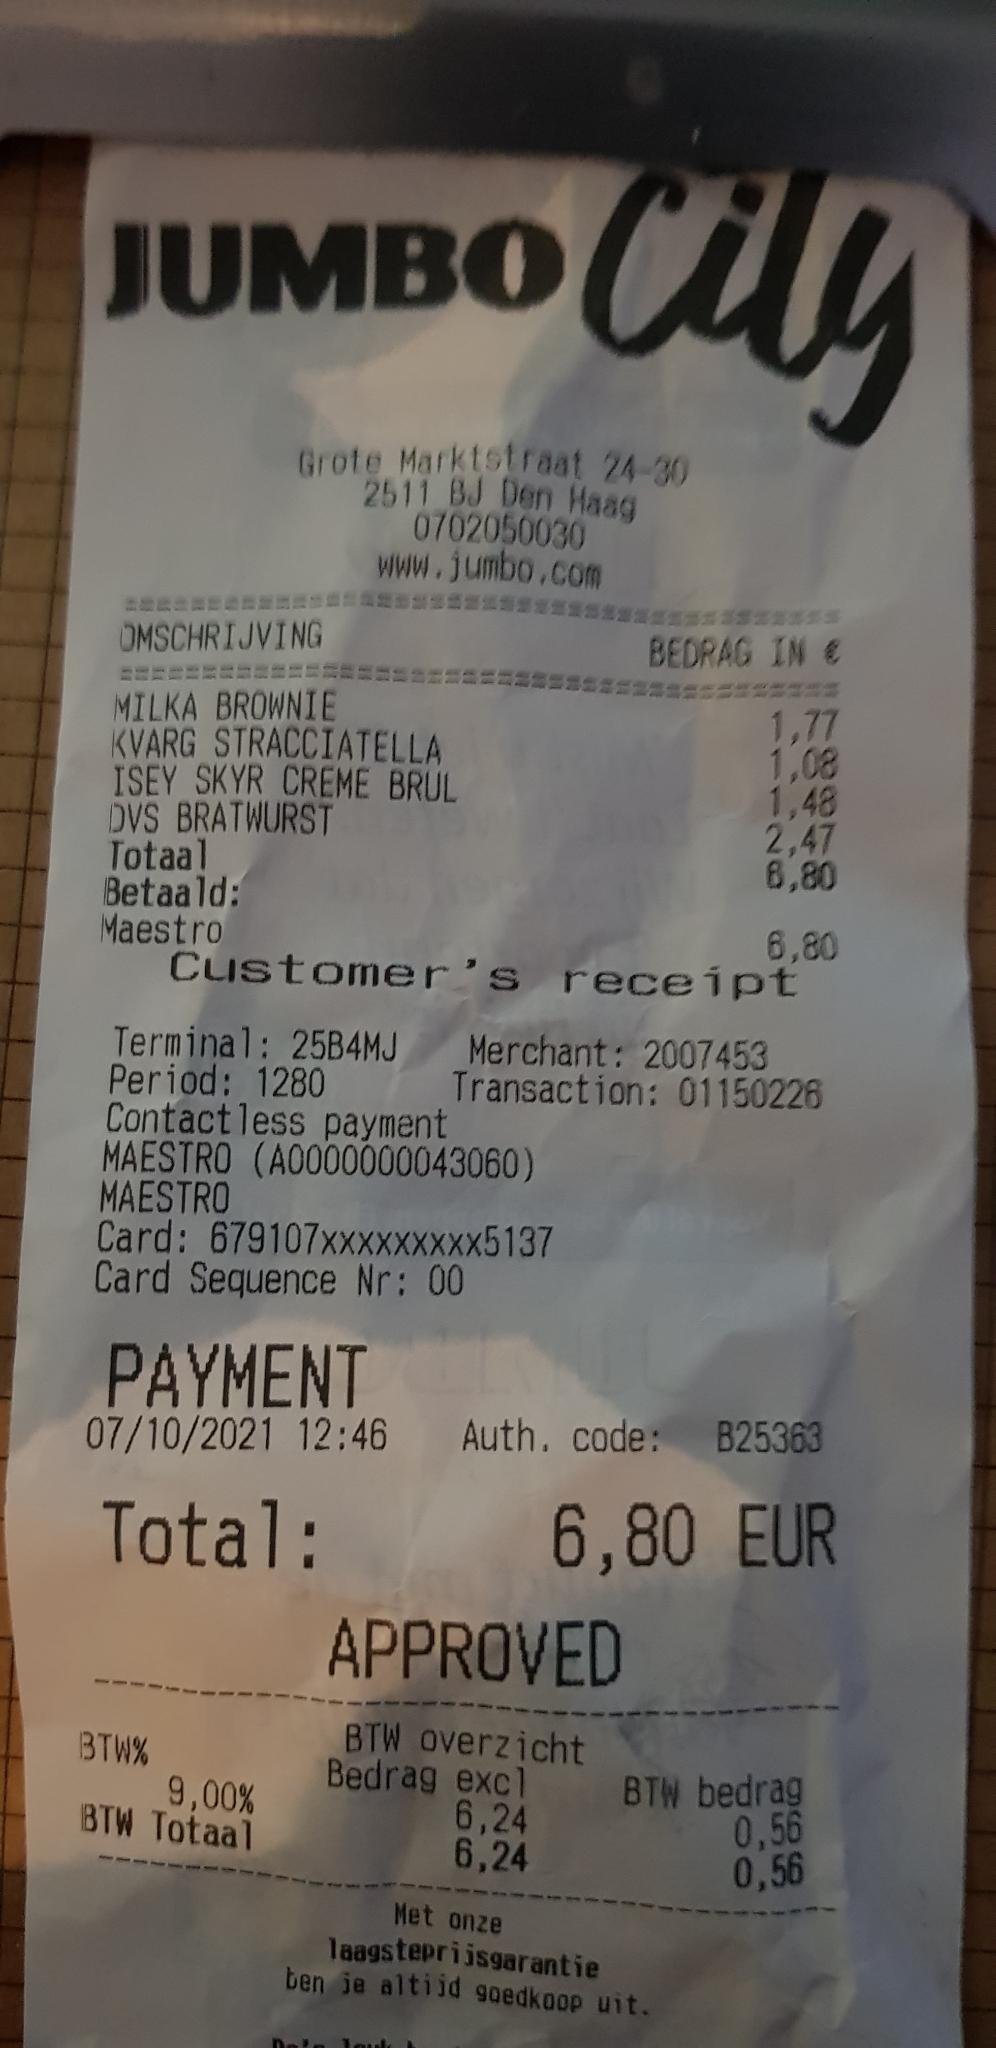 JUMBO City
Grote Marktstraat 24-30
2511 BJ Den Haag
0702050030
www.jumbo.com
========================================
OMSCHRIJVING BEDRAG IN €
========================================
MILKA BROWNIE 1,77
KVARG STRACCIATELLA 1,08
ISEY SKYR CREME BRUL 1,48
DVS BRATWURST 2,47
Totaal 6,80
Betaald:
Maestro 6,80
Customer's receipt
Terminal: 25B4MJ Merchant: 2007453
Period: 1280 Transaction: 01150226
Contactless payment
MAESTRO (A0000000043060)
MAESTRO
Card: 679107xxxxxxxxx5137
Card Sequence Nr: 00
PAYMENT
07/10/2021 12:46 Auth. code: B25363
Total: 6,80 EUR
APPROVED
BTW overzicht
BTW% Bedrag excl BTW bedrag
9,00% 6,24 0,56
BTW Totaal 6,24 0,56
Met onze
laagsteprijsgarantie
ben je altijd goedkoop uit.